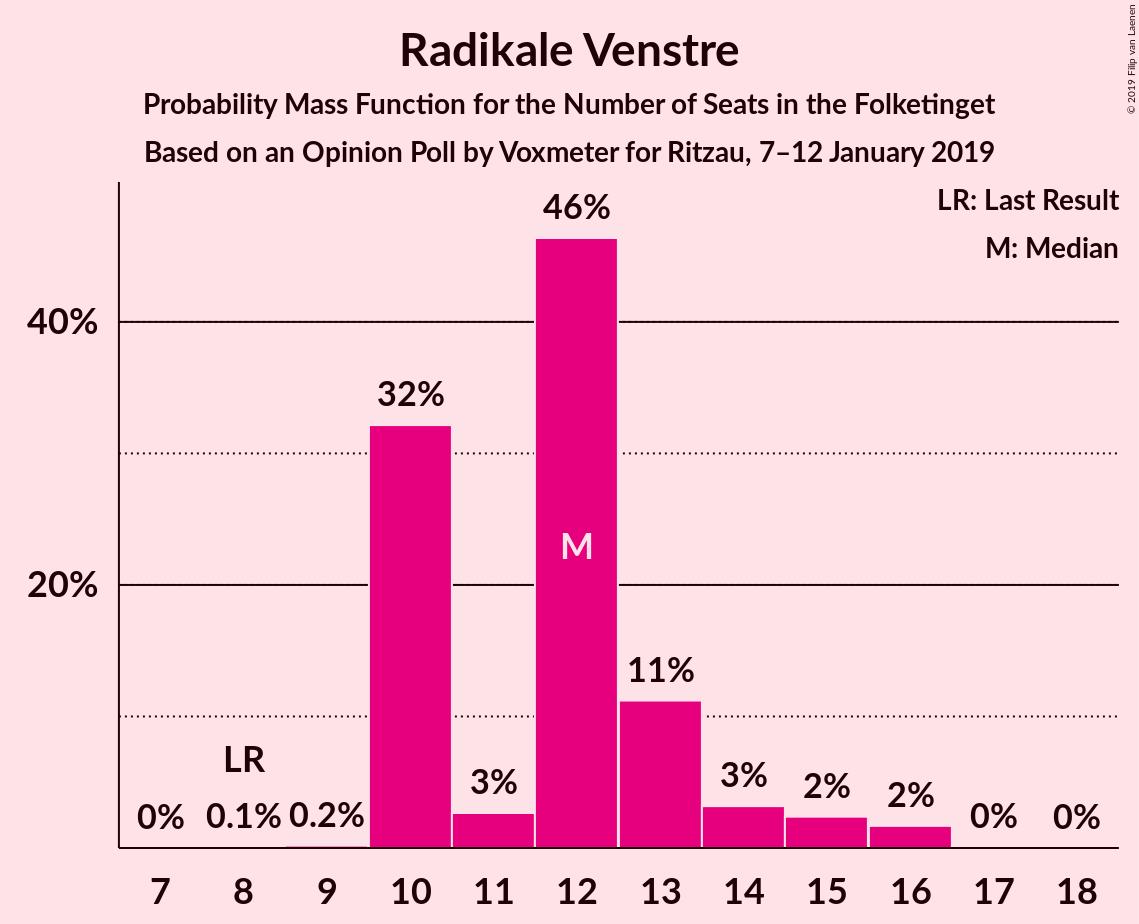 Radikale Venstre
Probability Mass Function for the Number of Seats in the Folketinget
Based on an Opinion Poll by Voxmeter for Ritzau, 7–12 January 2019
© 2019 Filip van Laenen
LR: Last Result
M: Median
40%
20%
0%
LR
0.1%
0.2%
32%
3%
46%
M
11%
3%
2%
2%
0%
0%
7 8 9 10 11 12 13 14 15 16 17 18